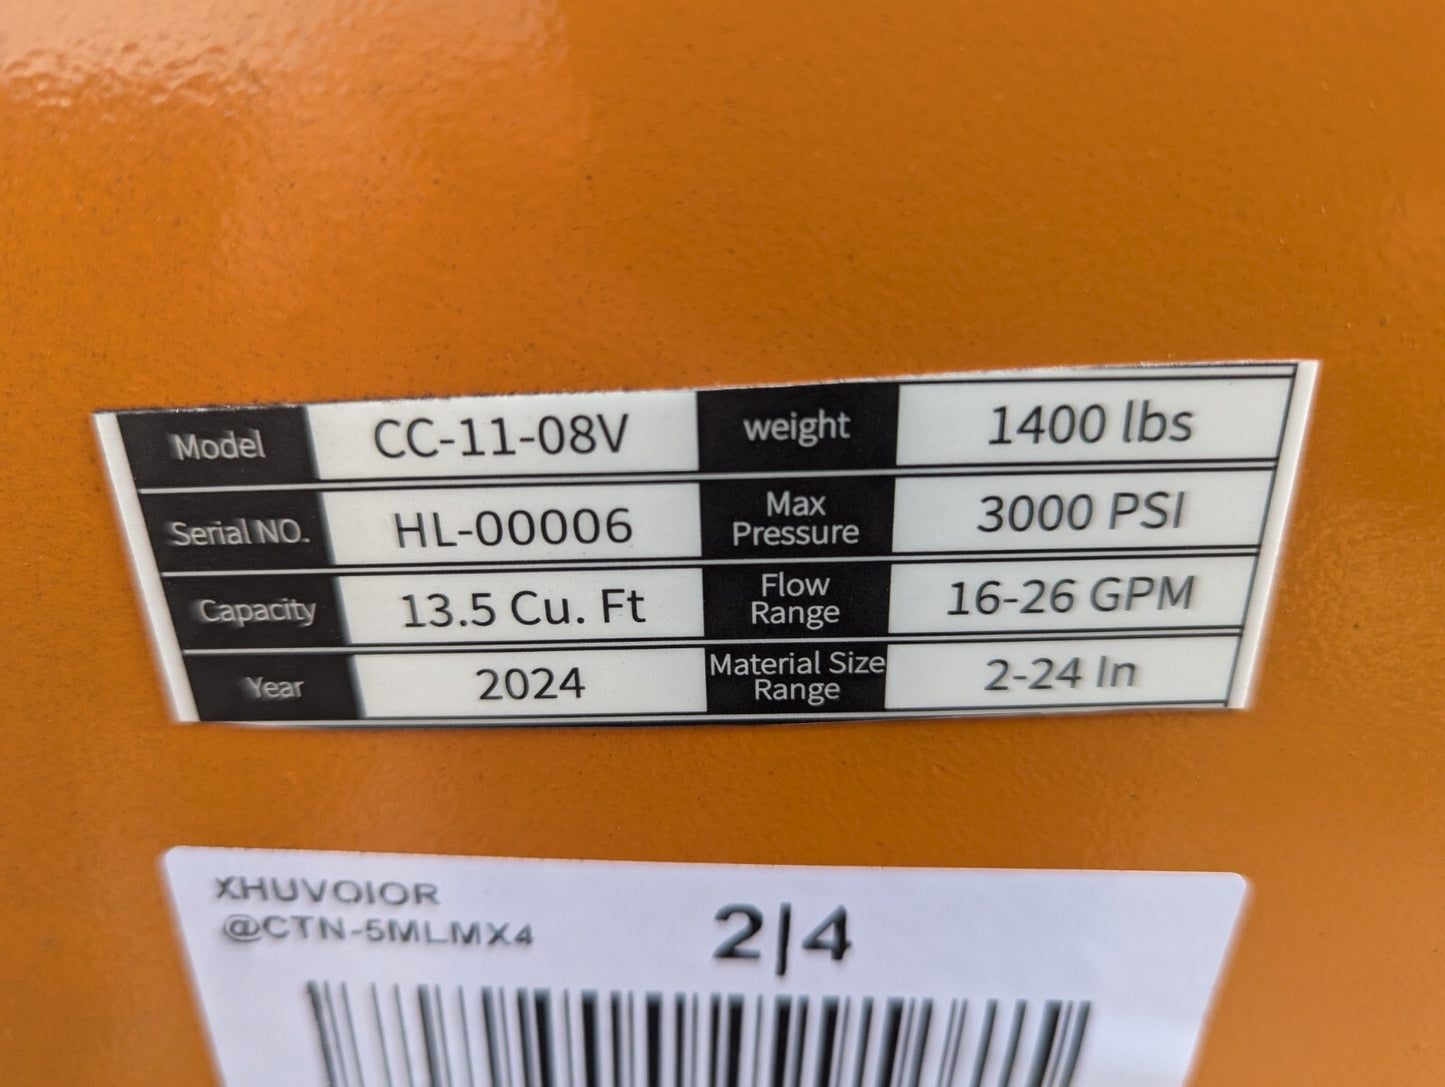 Model CC-11-08V weight 1400 lbs
Serial NO. HL-00006 Max Pressure 3000 PSI
Capacity 13.5 Cu. Ft Flow Range 16-26 GPM
Year 2024 Material Size Range 2-24 In
XHUVOIOR
@CTN-5MLMX4
2|4